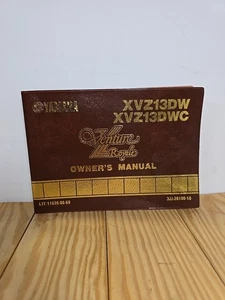 YAMAHA
XVZ13DW
XVZ13DWC
Venture
Royale
OWNER'S MANUAL